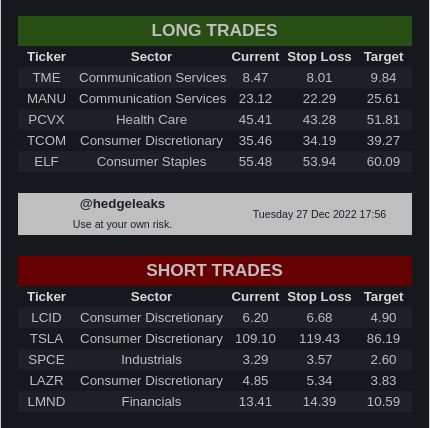 LONG TRADES
Ticker Sector Current Stop Loss Target
TME Communication Services 8.47 8.01 9.84
MANU Communication Services 23.12 22.29 25.61
PCVX Health Care 45.41 43.28 51.81
TCOM Consumer Discretionary 35.46 34.19 39.27
ELF Consumer Staples 55.48 53.94 60.09
@hedgeleaks
Use at your own risk.
Tuesday 27 Dec 2022 17:56
SHORT TRADES
Ticker Sector Current Stop Loss Target
LCID Consumer Discretionary 6.20 6.68 4.90
TSLA Consumer Discretionary 109.10 119.43 86.19
SPCE Industrials 3.29 3.57 2.60
LAZR Consumer Discretionary 4.85 5.34 3.83
LMND Financials 13.41 14.39 10.59